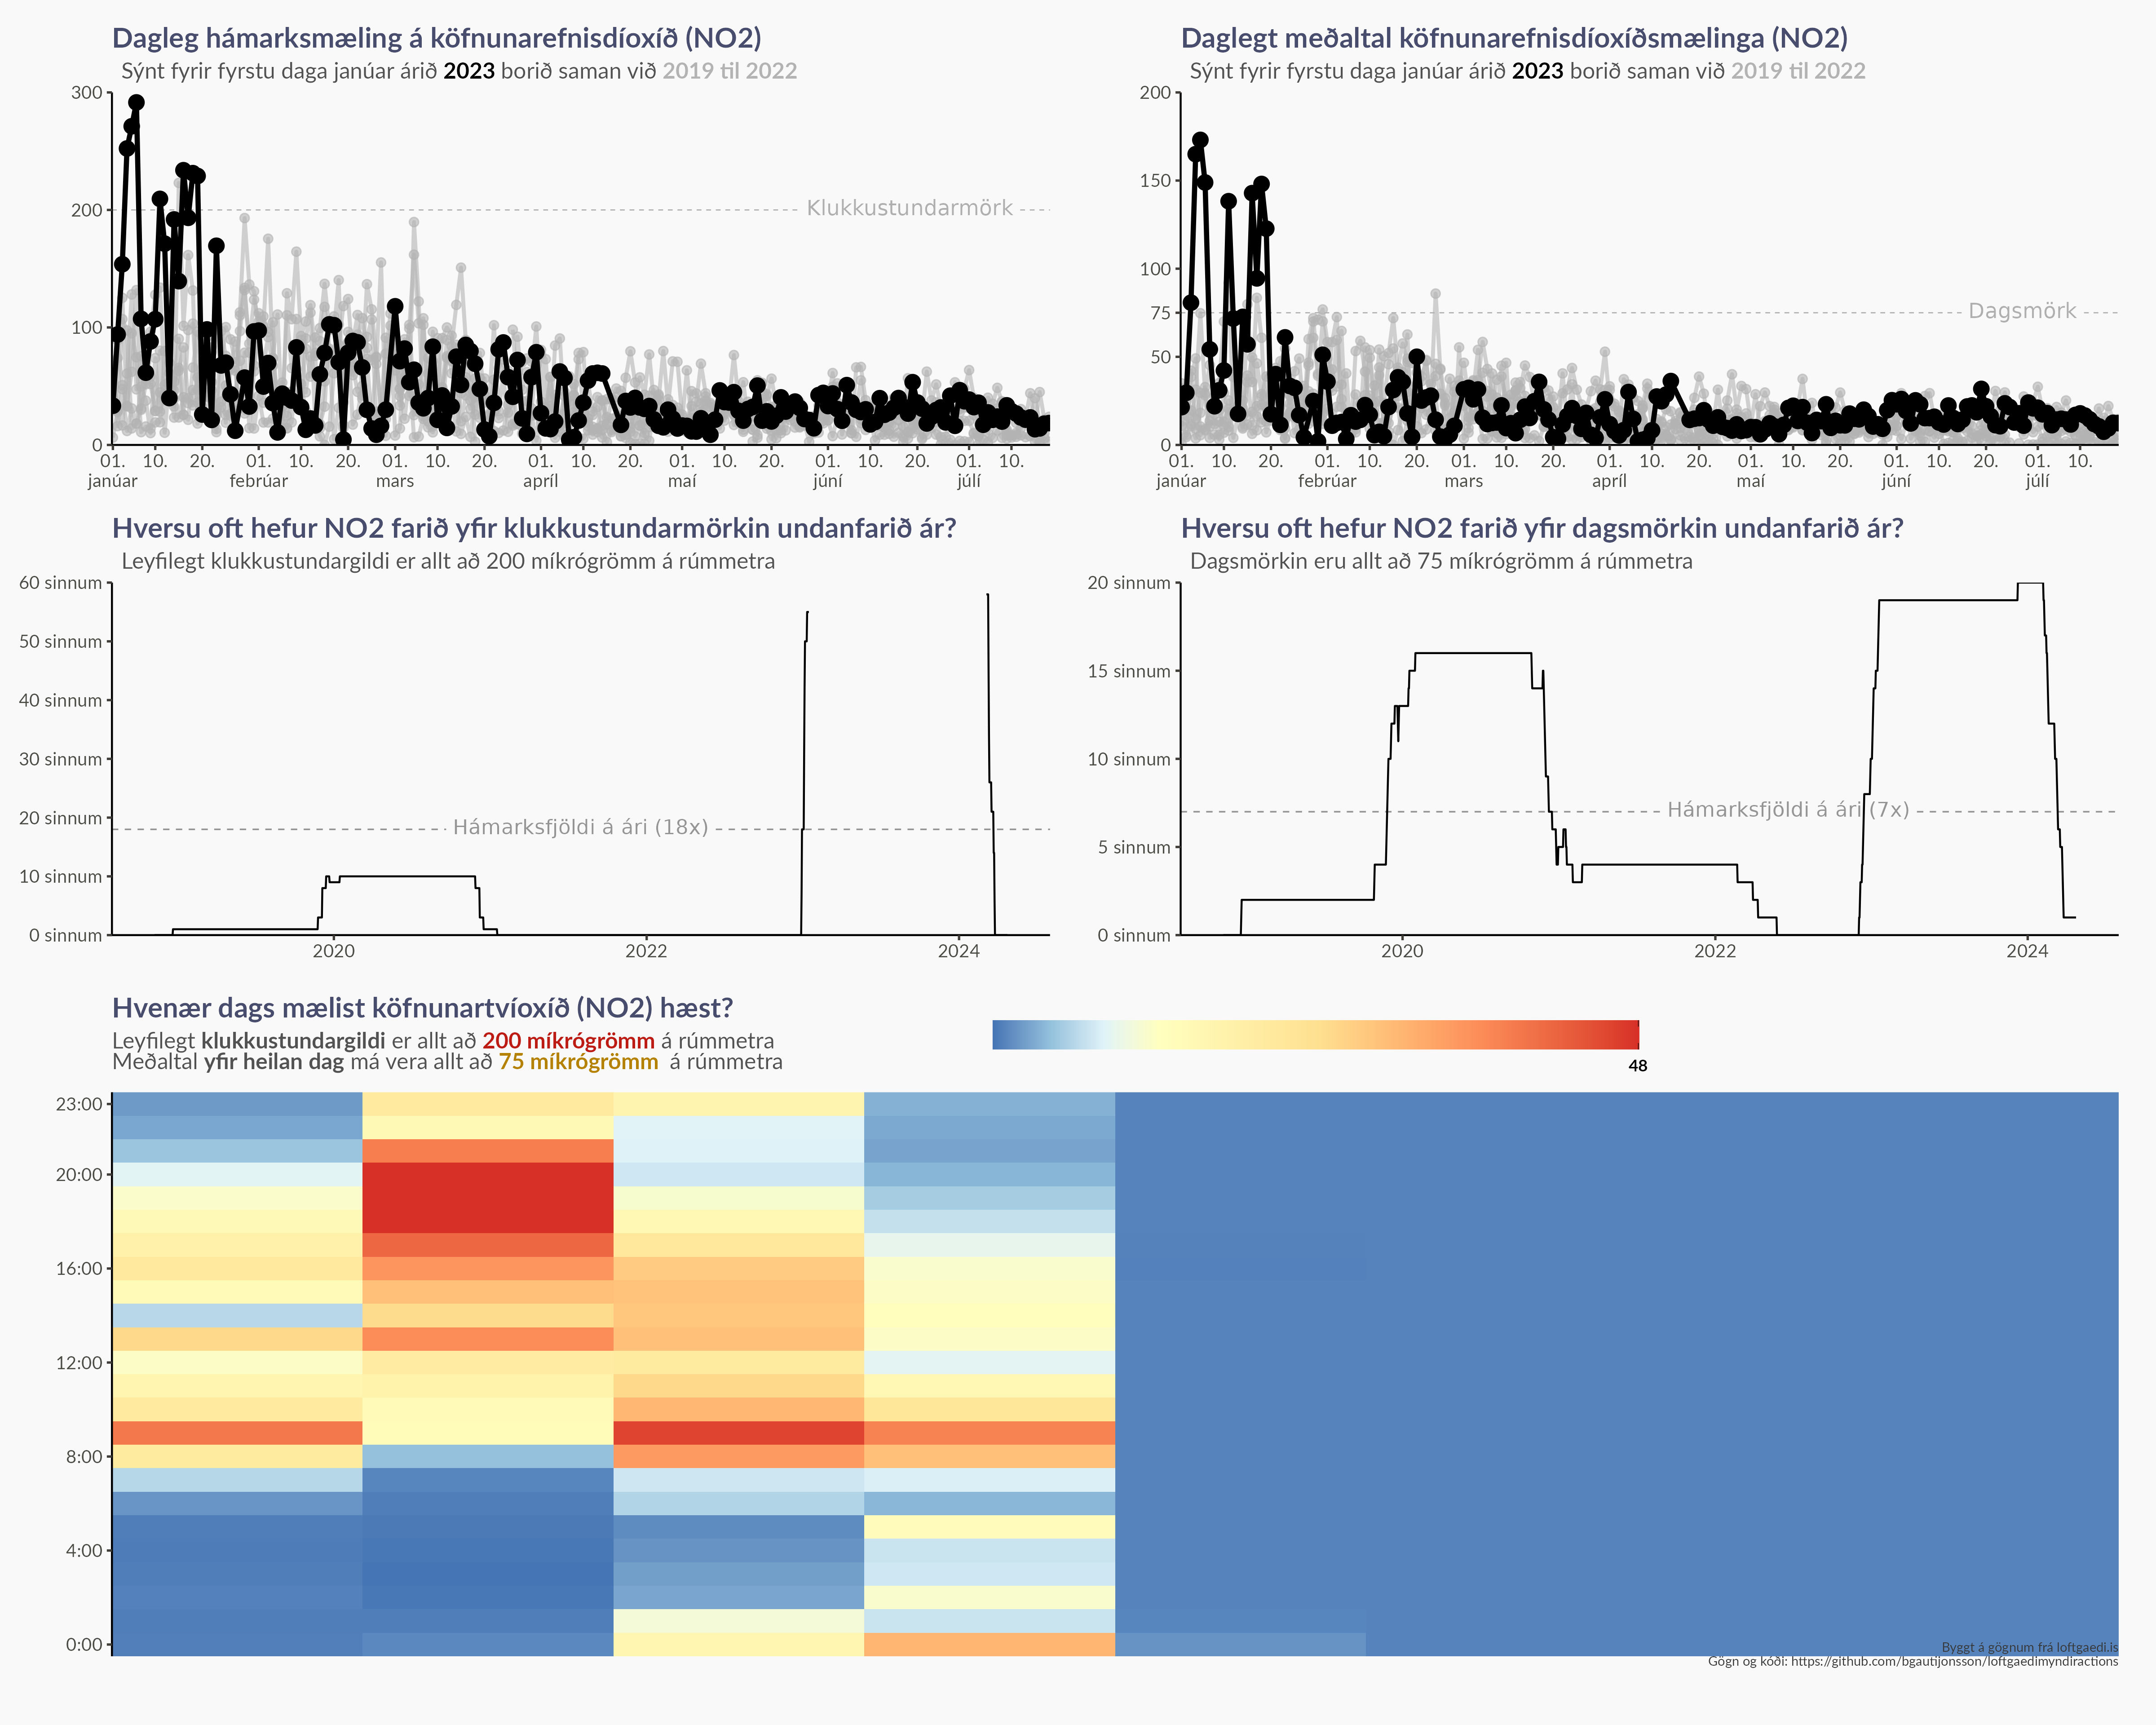 Dagleg hámarksmæling á köfnunarefnisdíoxíð (NO2)
Sýnt fyrir fyrstu daga janúar árið 2023 borið saman við 2019 til 2022
300
200
100
0
Klukkustundarmörk
01. 10. 20. 01. 10. 20. 01. 10. 20. 01. 10. 20. 01. 10. 20. 01. 10. 20. 01. 10.
janúar febrúar mars apríl maí júní júlí
Daglegt meðaltal köfnunarefnisdíoxíðsmælinga (NO2)
Sýnt fyrir fyrstu daga janúar árið 2023 borið saman við 2019 til 2022
200
150
100
75
50
0
Dagsmörk
01. 10. 20. 01. 10. 20. 01. 10. 20. 01. 10. 20. 01. 10. 20. 01. 10. 20. 01. 10.
janúar febrúar mars apríl maí júní júlí
Hversu oft hefur NO2 farið yfir klukkustundarmörkin undanfarið ár?
Leyfilegt klukkustundargildi er allt að 200 míkrógrömm á rúmmetra
60 sinnum
50 sinnum
40 sinnum
30 sinnum
20 sinnum
10 sinnum
0 sinnum
Hámarksfjöldi á ári (18x)
2020 2022 2024
Hversu oft hefur NO2 farið yfir dagsmörkin undanfarið ár?
Dagsmörkin eru allt að 75 míkrógrömm á rúmmetra
20 sinnum
15 sinnum
10 sinnum
5 sinnum
0 sinnum
Hámarksfjöldi á ári (7x)
2020 2022 2024
Hvenær dags mælist köfnunartvíoxíð (NO2) hæst?
Leyfilegt klukkustundargildi er allt að 200 míkrógrömm á rúmmetra
Meðaltal yfir heilan dag má vera allt að 75 míkrógrömm á rúmmetra
48
23:00
20:00
16:00
12:00
8:00
4:00
0:00
Byggt á gögnum frá loftgaedi.is
Gögn og kóði: https://github.com/bgautijonsson/loftgaedimyndiractions